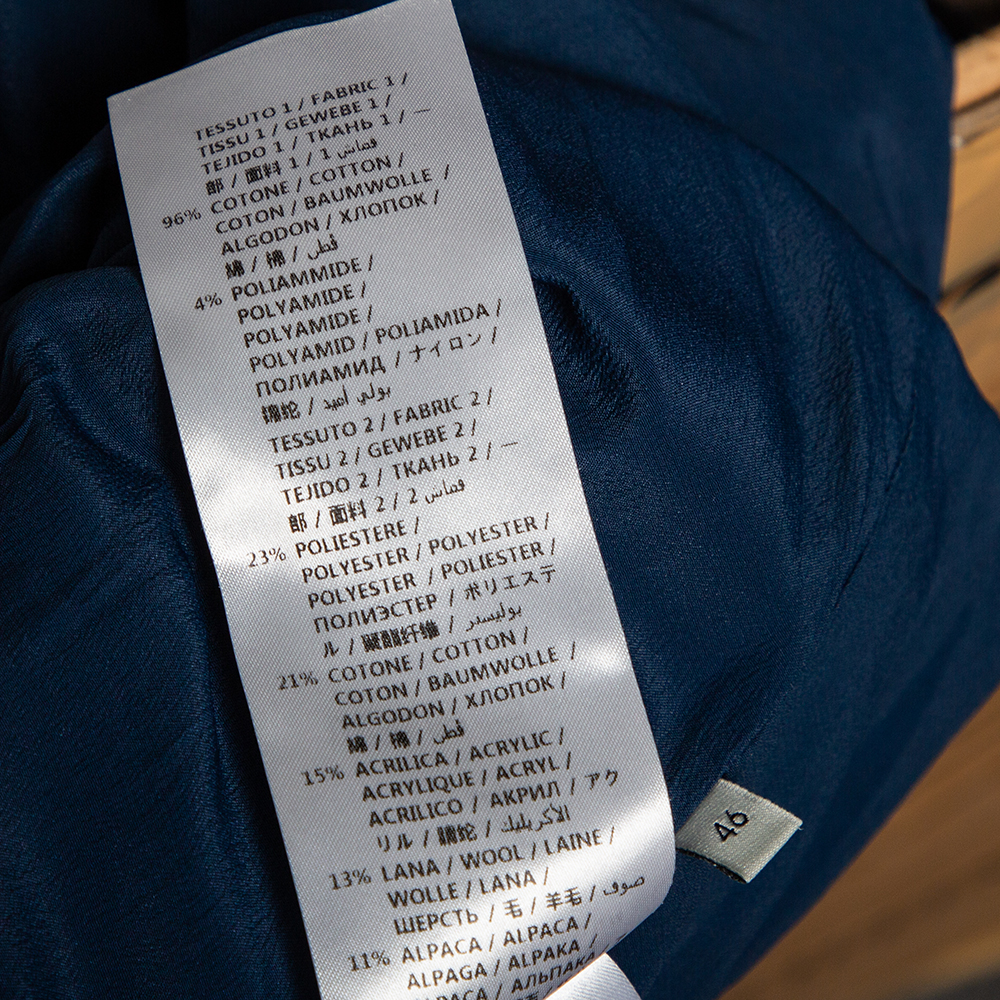 TESSUTO 1 / FABRIC 1 /
TISSU 1 / GEWEBE 1 /
TEJIDO 1 / ТКАНЬ 1 / —
部 / 面料 1 / 1 قماش
96% COTONE / COTTON /
COTON / BAUMWOLLE /
ALGODON / ХЛОПОК /
綿 / 棉 / قطن
4% POLIAMMIDE /
POLYAMIDE /
POLYAMIDE /
POLYAMID / POLIAMIDA /
ПОЛИАМИД / ナイロン /
锦纶 / بولي أميد
TESSUTO 2 / FABRIC 2 /
TISSU 2 / GEWEBE 2 /
TEJIDO 2 / ТКАНЬ 2 / —
部 / 面料 2 / 2 قماش
23% POLIESTERE /
POLYESTER / POLYESTER /
POLYESTER / POLIESTER /
ПОЛИЭСТЕР / ポリエステ
ル / 聚酯纤维 / بوليستر
21% COTONE / COTTON /
COTON / BAUMWOLLE /
ALGODON / ХЛОПОК /
綿 / 棉 / قطن
15% ACRILICA / ACRYLIC /
ACRYLIQUE / ACRYL /
ACRILICO / АКРИЛ / アク
リル / 腈纶 / الأكريليك
13% LANA / WOOL / LAINE /
WOLLE / LANA /
ШЕРСТЬ / 毛 / 羊毛 / صوف
11% ALPACA / ALPACA /
ALPAGA / ALPAKA /
ALPACA / АЛЬПАКА
46